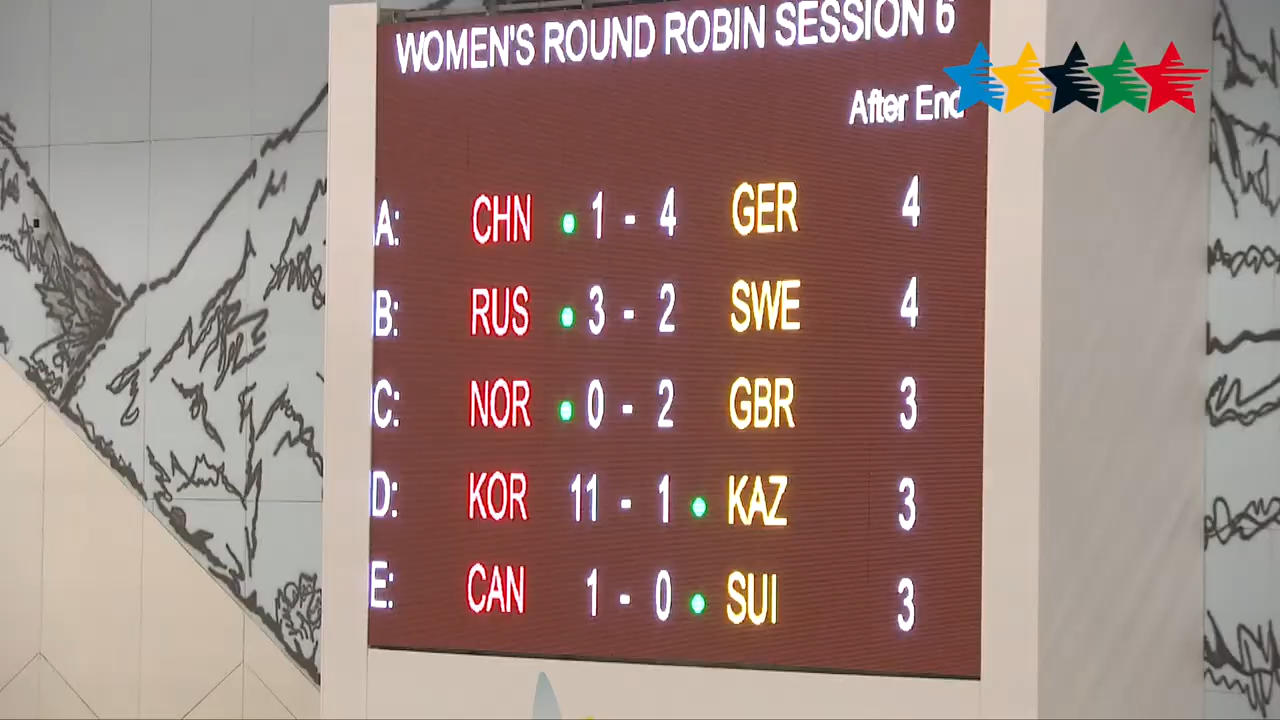 WOMEN'S ROUND ROBIN SESSION 6
After End
A: CHN 1 - 4 GER 4
B: RUS 3 - 2 SWE 4
C: NOR 0 - 2 GBR 3
D: KOR 11 - 1 KAZ 3
E: CAN 1 - 0 SUI 3